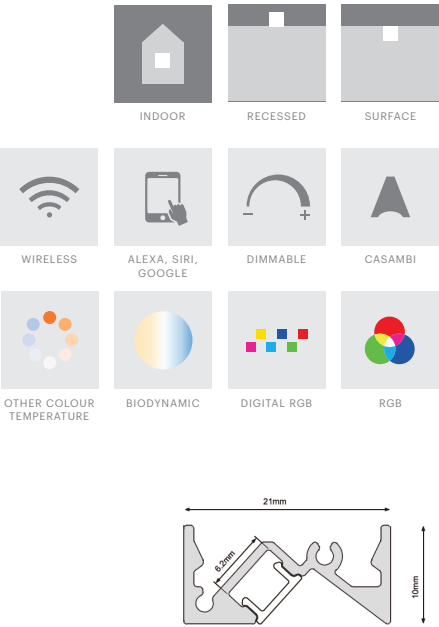 INDOOR
RECESSED
SURFACE
WIRELESS
ALEXA, SIRI,
GOOGLE
DIMMABLE
CASAMBI
OTHER COLOUR
TEMPERATURE
BIODYNAMIC
DIGITAL RGB
RGB
21mm
6.2mm
10mm